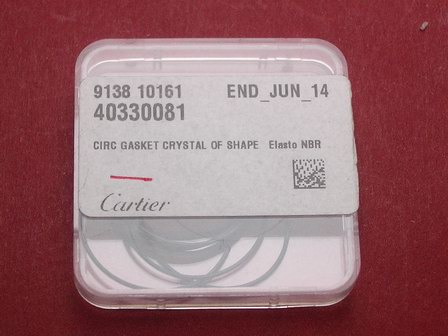 9138 10161 END_JUN_14
40330081
CIRC GASKET CRYSTAL OF SHAPE Elasto NBR
Cartier